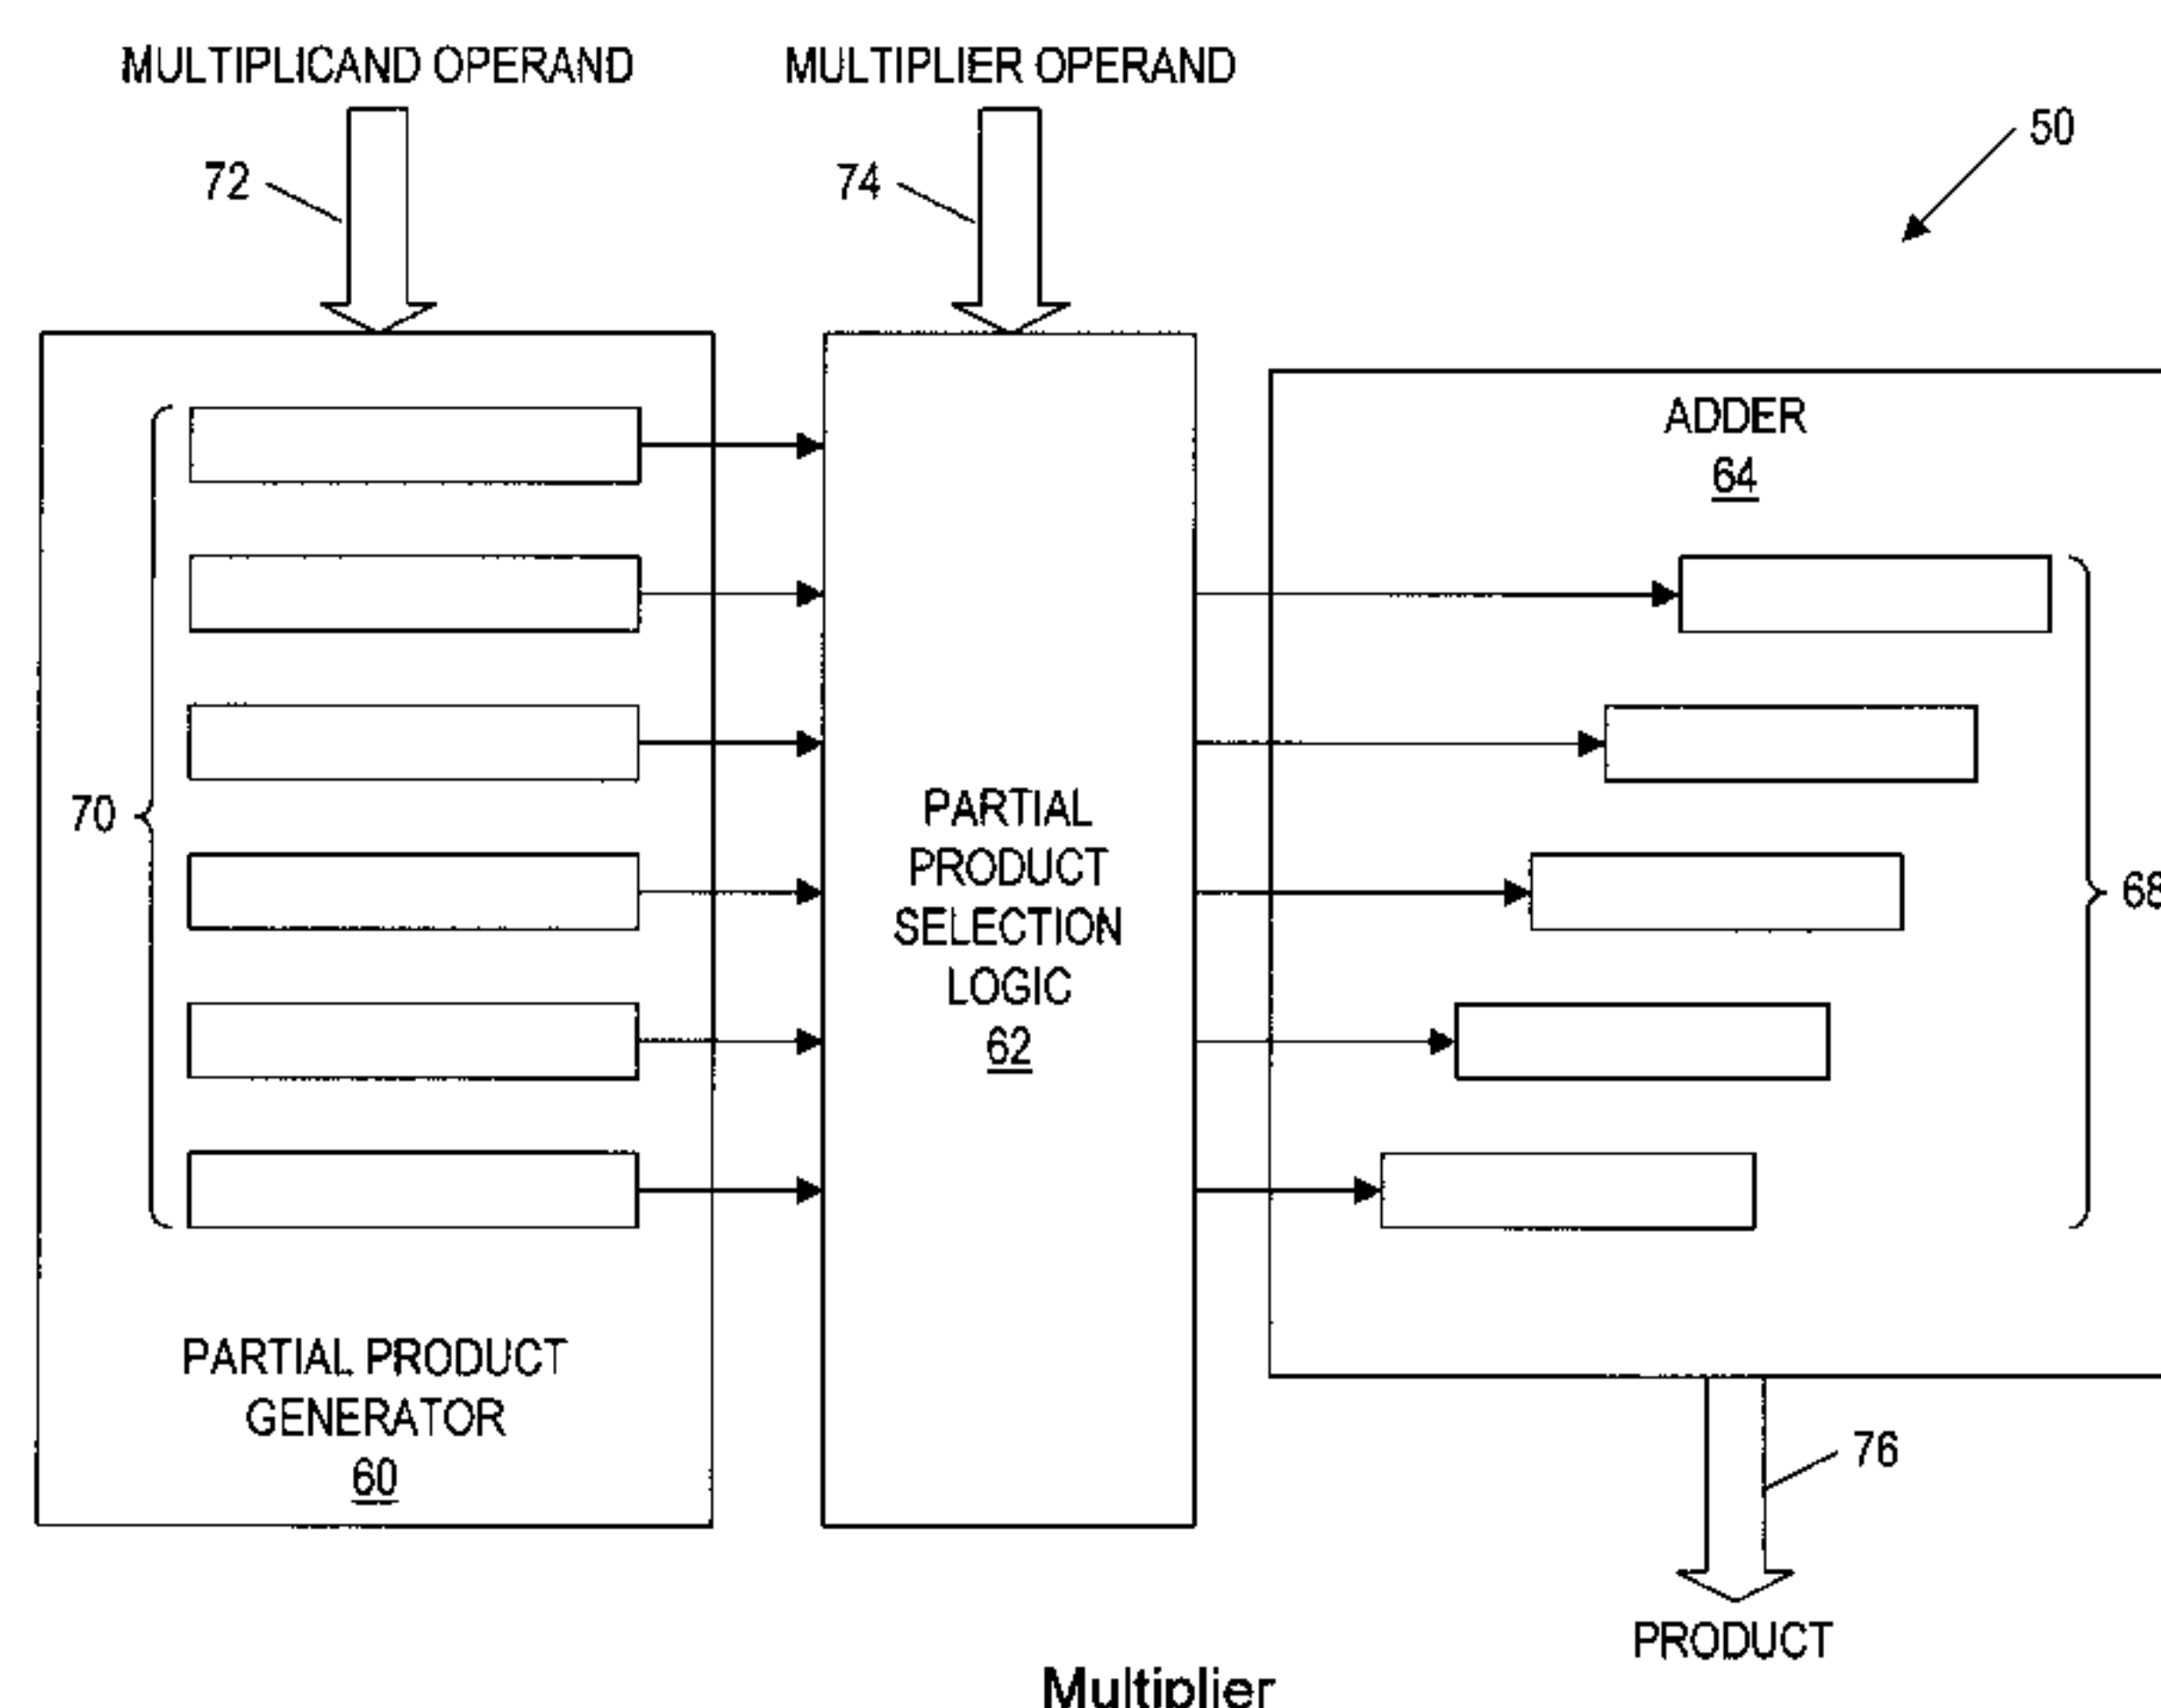 MULTIPLICAND OPERAND
MULTIPLIER OPERAND
50
72
74
ADDER
64
70
PARTIAL
PRODUCT
SELECTION
LOGIC
62
68
PARTIAL PRODUCT
GENERATOR
60
76
PRODUCT
Multiplier